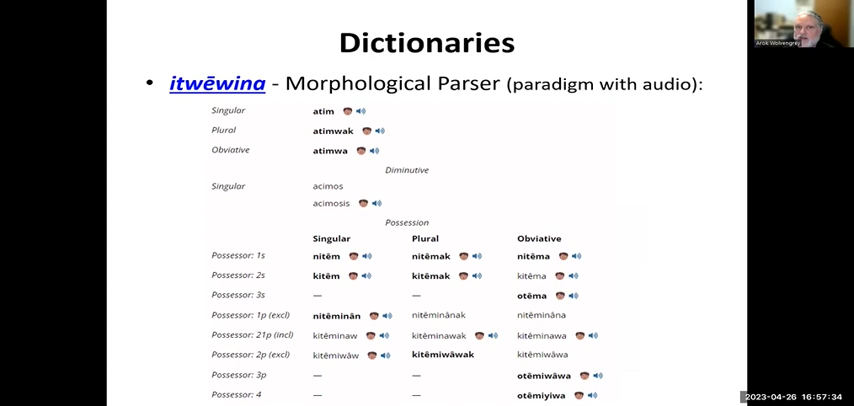 Dictionaries
• itwēwina - Morphological Parser (paradigm with audio):
Singular atim
Plural atimwak
Obviative atimwa
Diminutive
Singular acimos
acimosis
Possession
Singular Plural Obviative
Possessor: 1s nitēm nitēmak nitēma
Possessor: 2s kitēm kitēmak kitēma
Possessor: 3s — — otēma
Possessor: 1p (excl) nitēminān nitēminānak nitēmināna
Possessor: 21p (incl) kitēminaw kitēminawak kitēminawa
Possessor: 2p (excl) kitēmiwāw kitēmiwāwak kitēmiwāwa
Possessor: 3p — — otēmiwāwa
Possessor: 4 — — otēmiyiwa
Arok Wolvengrey
2023-04-26 16:57:34